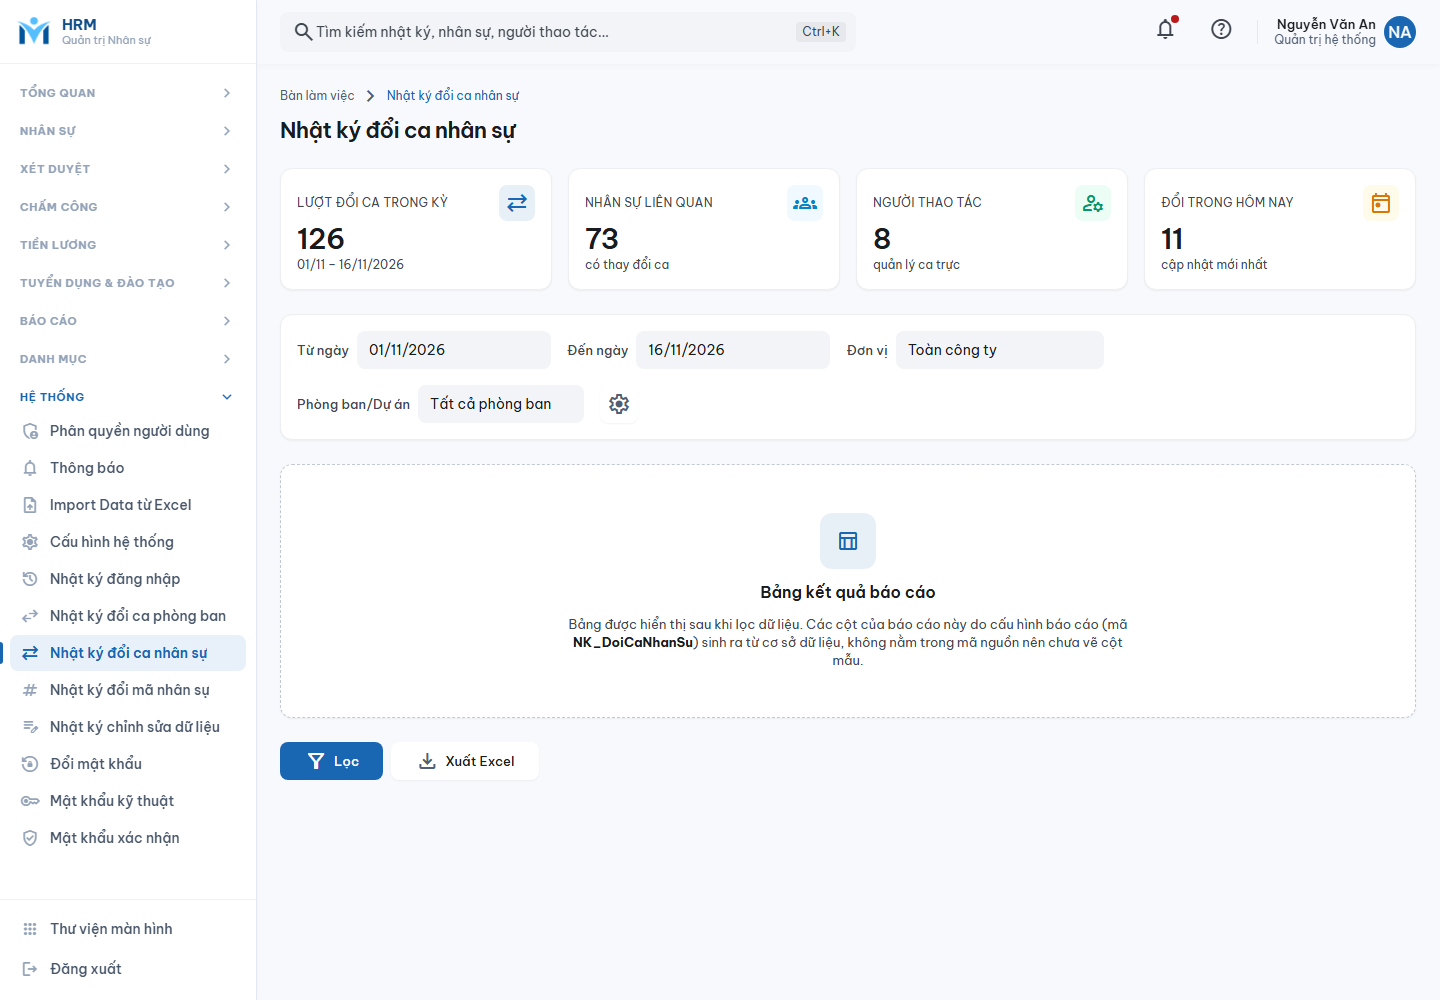 HRM
Quản trị Nhân sự
TỔNG QUAN
NHÂN SỰ
XÉT DUYỆT
CHẤM CÔNG
TIỀN LƯƠNG
TUYỂN DỤNG & ĐÀO TẠO
BÁO CÁO
DANH MỤC
HỆ THỐNG
Phân quyền người dùng
Thông báo
Import Data từ Excel
Cấu hình hệ thống
Nhật ký đăng nhập
Nhật ký đổi ca phòng ban
Nhật ký đổi ca nhân sự
Nhật ký đổi mã nhân sự
Nhật ký chỉnh sửa dữ liệu
Đổi mật khẩu
Mật khẩu kỹ thuật
Mật khẩu xác nhận
Thư viện màn hình
Đăng xuất
Tìm kiếm nhật ký, nhân sự, người thao tác...
Ctrl+K
Nguyễn Văn An
Quản trị hệ thống
NA
Bàn làm việc
Nhật ký đổi ca nhân sự
Nhật ký đổi ca nhân sự
LƯỢT ĐỔI CA TRONG KỲ
126
01/11 – 16/11/2026
NHÂN SỰ LIÊN QUAN
73
có thay đổi ca
NGƯỜI THAO TÁC
8
quản lý ca trực
ĐỔI TRONG HÔM NAY
11
cập nhật mới nhất
Từ ngày
01/11/2026
Đến ngày
16/11/2026
Đơn vị
Toàn công ty
Phòng ban/Dự án
Tất cả phòng ban
Bảng kết quả báo cáo
Bảng được hiển thị sau khi lọc dữ liệu. Các cột của báo cáo này do cấu hình báo cáo (mã
NK_DoiCaNhanSu) sinh ra từ cơ sở dữ liệu, không nằm trong mã nguồn nên chưa vẽ cột
mẫu.
Lọc
Xuất Excel